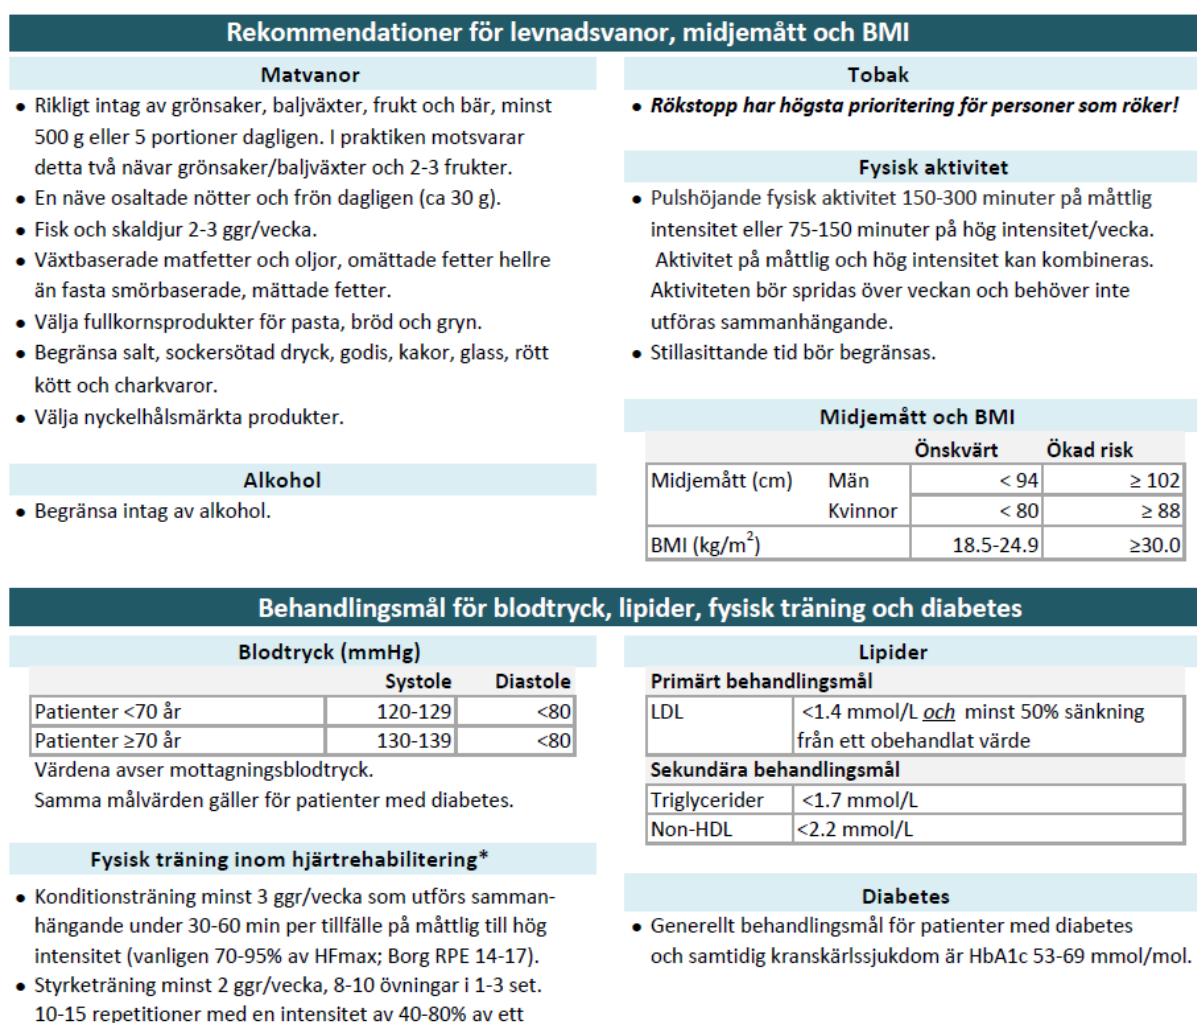 Rekommendationer för levnadsvanor, midjemått och BMI
Matvanor
• Rikligt intag av grönsaker, baljväxter, frukt och bär, minst
500 g eller 5 portioner dagligen. I praktiken motsvarar
detta två nävar grönsaker/baljväxter och 2-3 frukter.
• En näve osaltade nötter och frön dagligen (ca 30 g).
• Fisk och skaldjur 2-3 ggr/vecka.
• Växtbaserade matfetter och oljor, omättade fetter hellre
än fasta smörbaserade, mättade fetter.
• Välja fullkornsprodukter för pasta, bröd och gryn.
• Begränsa salt, sockersötad dryck, godis, kakor, glass, rött
kött och charkvaror.
• Välja nyckelhålsmärkta produkter.
Alkohol
• Begränsa intag av alkohol.
Tobak
• Rökstopp har högsta prioritering för personer som röker!
Fysisk aktivitet
• Pulshöjande fysisk aktivitet 150-300 minuter på måttlig
intensitet eller 75-150 minuter på hög intensitet/vecka.
Aktivitet på måttlig och hög intensitet kan kombineras.
Aktiviteten bör spridas över veckan och behöver inte
utföras sammanhängande.
• Stillasittande tid bör begränsas.
Midjemått och BMI
Önskvärt Ökad risk
Midjemått (cm) Män < 94 ≥ 102
Kvinnor < 80 ≥ 88
BMI (kg/m²) 18.5-24.9 ≥30.0
Behandlingsmål för blodtryck, lipider, fysisk träning och diabetes
Blodtryck (mmHg)
Systole Diastole
Patienter <70 år 120-129 <80
Patienter ≥70 år 130-139 <80
Värdena avser mottagningsblodtryck.
Samma målvärden gäller för patienter med diabetes.
Fysisk träning inom hjärtrehabilitering*
• Konditionsträning minst 3 ggr/vecka som utförs samman-
hängande under 30-60 min per tillfälle på måttlig till hög
intensitet (vanligen 70-95% av HFmax; Borg RPE 14-17).
• Styrketräning minst 2 ggr/vecka, 8-10 övningar i 1-3 set.
10-15 repetitioner med en intensitet av 40-80% av ett
Lipider
Primärt behandlingsmål
LDL <1.4 mmol/L och minst 50% sänkning
från ett obehandlat värde
Sekundära behandlingsmål
Triglycerider <1.7 mmol/L
Non-HDL <2.2 mmol/L
Diabetes
• Generellt behandlingsmål för patienter med diabetes
och samtidig kranskärlssjukdom är HbA1c 53-69 mmol/mol.